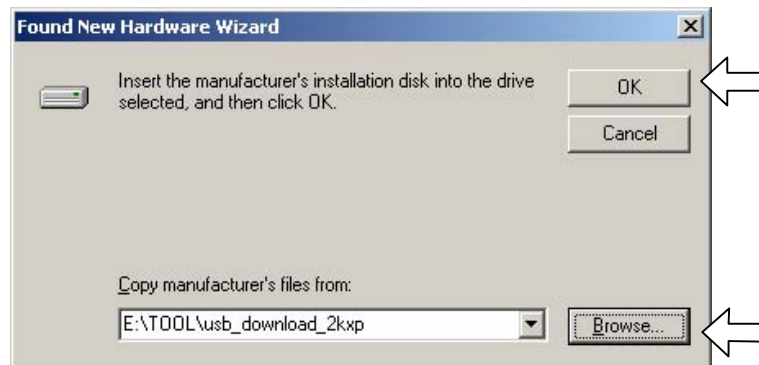 Found New Hardware Wizard
Insert the manufacturer's installation disk into the drive
selected, and then click OK.
OK
Cancel
Copy manufacturer's files from:
E:\TOOL\usb_download_2kxp
Browse...